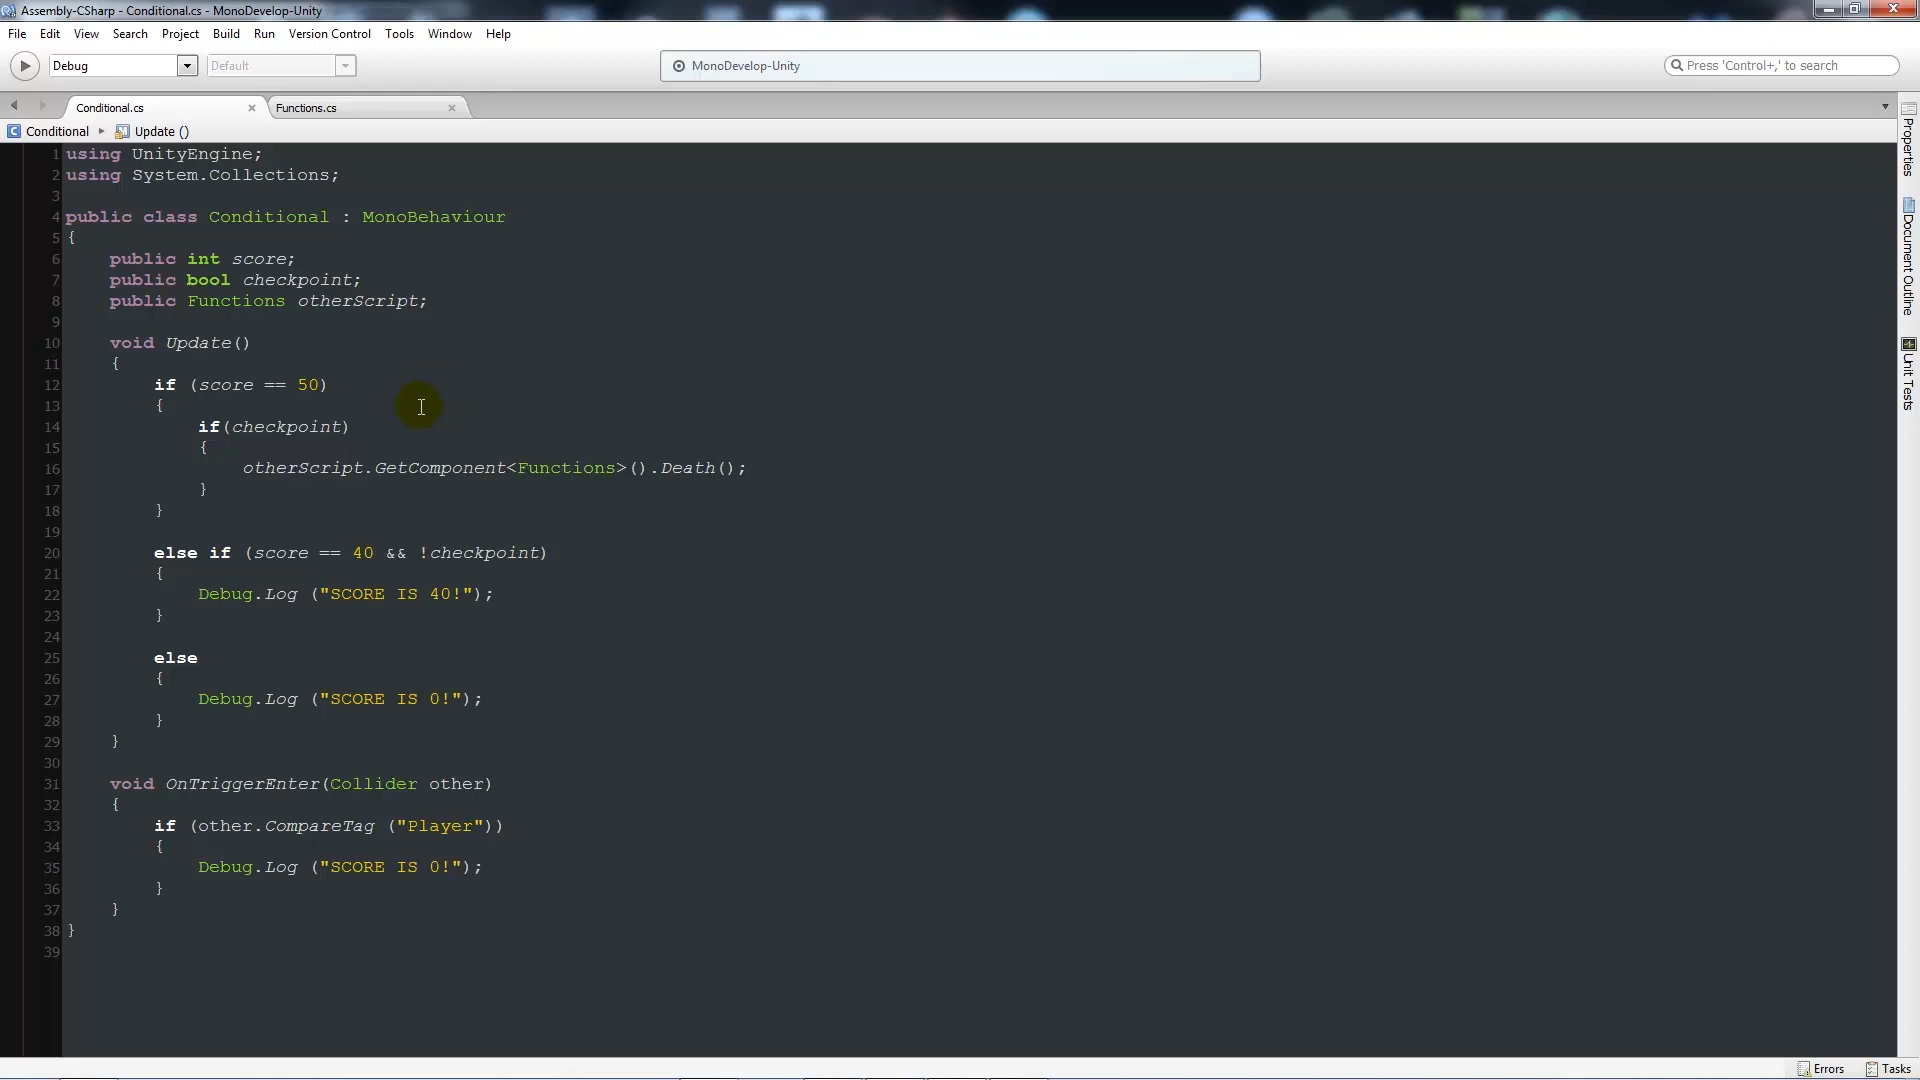 Assembly-CSharp - Conditional.cs - MonoDevelop-Unity
File Edit View Search Project Build Run Version Control Tools Window Help
Debug Default MonoDevelop-Unity Press 'Control+,' to search
Conditional.cs Functions.cs
Conditional Update ()
1 using UnityEngine;
2 using System.Collections;
3
4 public class Conditional : MonoBehaviour
5 {
6 public int score;
7 public bool checkpoint;
8 public Functions otherScript;
9
10 void Update()
11 {
12 if (score == 50)
13 {
14 if(checkpoint)
15 {
16 otherScript.GetComponent<Functions>().Death();
17 }
18 }
19
20 else if (score == 40 && !checkpoint)
21 {
22 Debug.Log ("SCORE IS 40!");
23 }
24
25 else
26 {
27 Debug.Log ("SCORE IS 0!");
28 }
29 }
30
31 void OnTriggerEnter(Collider other)
32 {
33 if (other.CompareTag ("Player"))
34 {
35 Debug.Log ("SCORE IS 0!");
36 }
37 }
38 }
39
Properties
Document Outline
Unit Tests
Errors Tasks